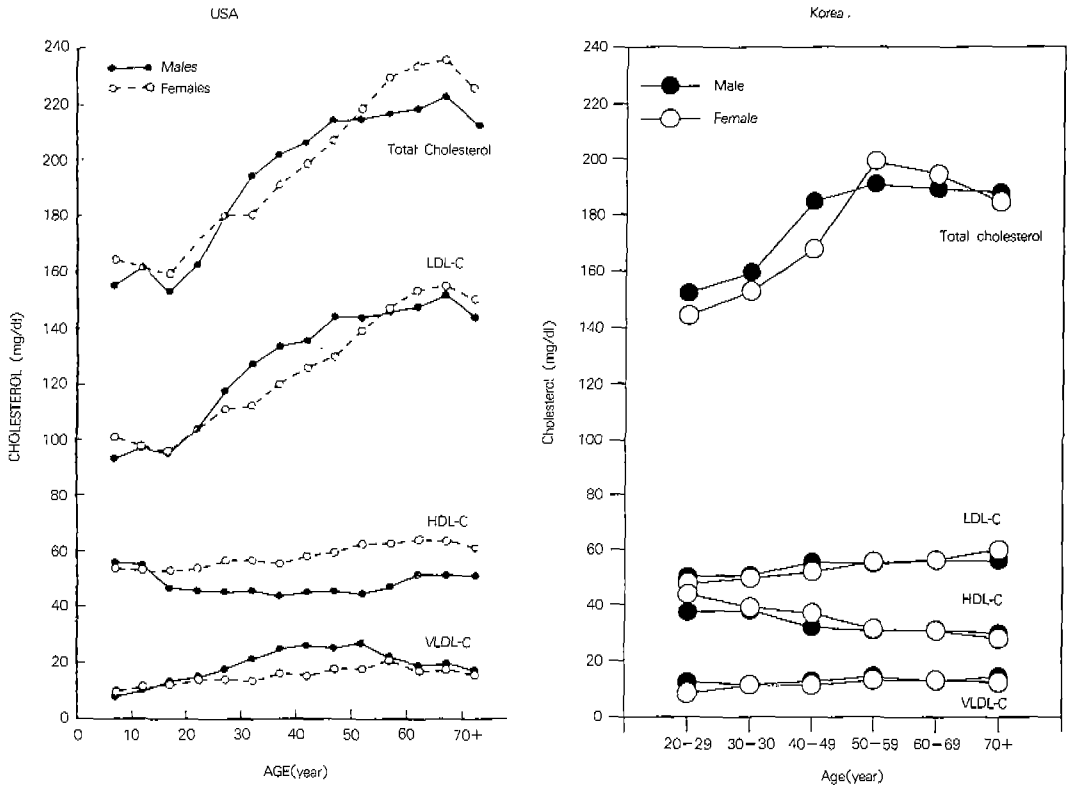 USA
240
220
200
180
160
140
120
100
80
60
40
20
0
CHOLESTEROL (mg/dl)
Males
Females
Total Cholesterol
LDL-C
HDL-C
VLDL-C
0 10 20 30 40 50 60 70+
AGE(year)
Korea
240
220
200
180
160
140
120
100
80
60
40
20
0
Cholesterol (mg/dl)
Male
Female
Total cholesterol
LDL-C
HDL-C
VLDL-C
20-29 30-30 40-49 50-59 60-69 70+
Age(year)